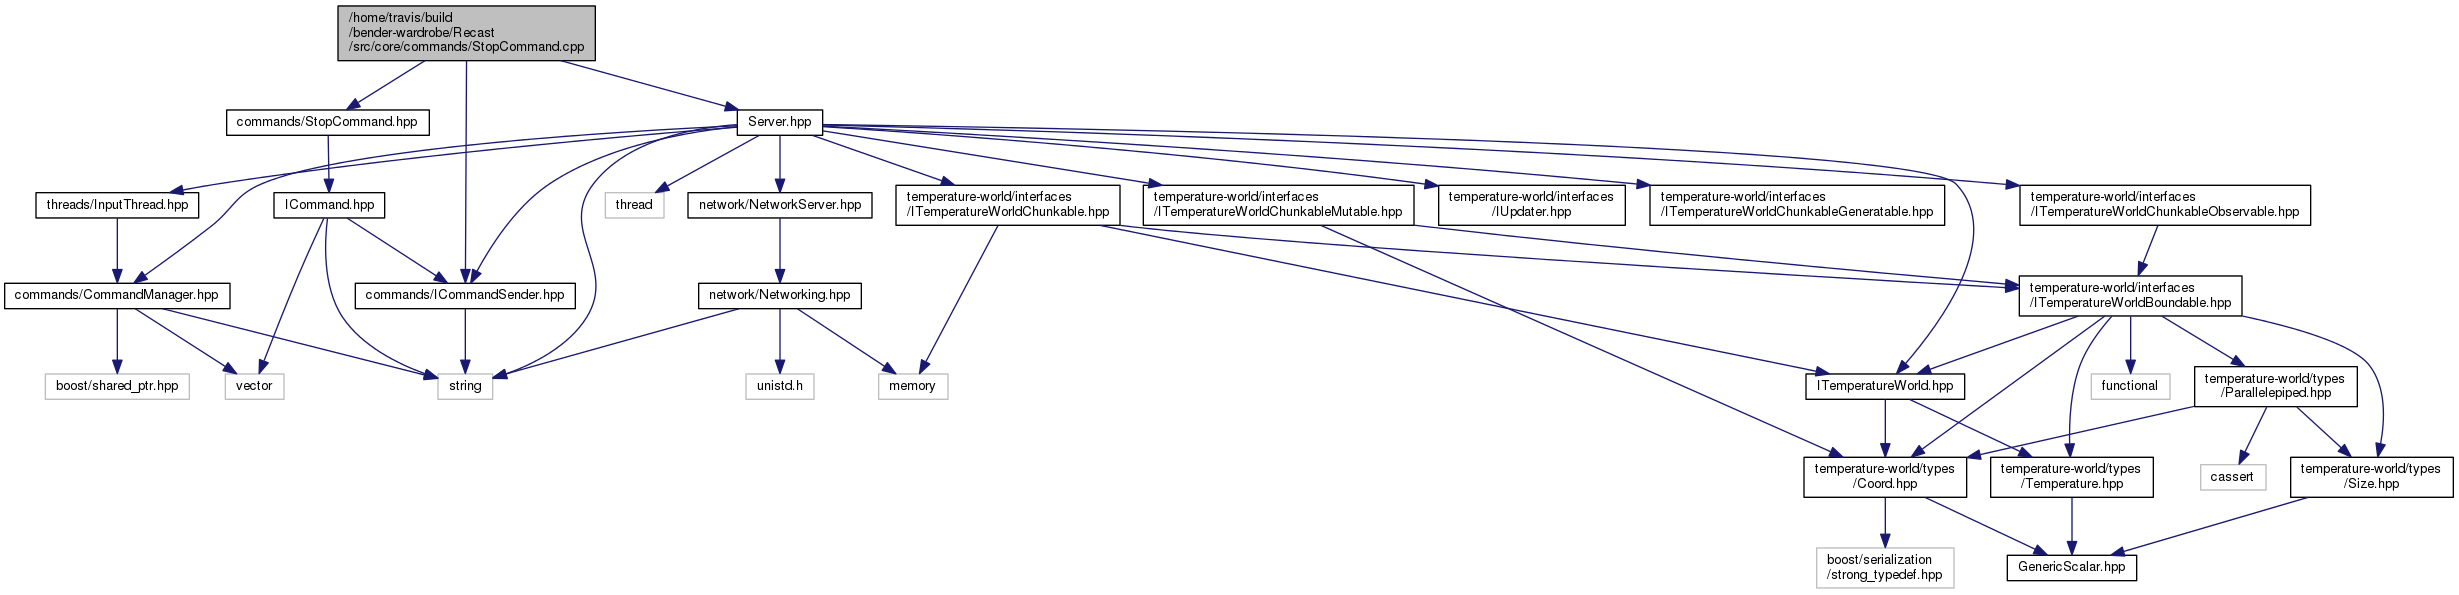 /home/travis/build
/bender-wardrobe/Recast
/src/core/commands/StopCommand.cpp
commands/StopCommand.hpp
Server.hpp
threads/InputThread.hpp
ICommand.hpp
thread
network/NetworkServer.hpp
temperature-world/interfaces
/ITemperatureWorldChunkable.hpp
temperature-world/interfaces
/ITemperatureWorldChunkableMutable.hpp
temperature-world/interfaces
/IUpdater.hpp
temperature-world/interfaces
/ITemperatureWorldChunkableGeneratable.hpp
temperature-world/interfaces
/ITemperatureWorldChunkableObservable.hpp
commands/CommandManager.hpp
commands/ICommandSender.hpp
network/Networking.hpp
temperature-world/interfaces
/ITemperatureWorldBoundable.hpp
boost/shared_ptr.hpp
vector
string
unistd.h
memory
ITemperatureWorld.hpp
functional
temperature-world/types
/Parallelepiped.hpp
temperature-world/types
/Coord.hpp
temperature-world/types
/Temperature.hpp
cassert
temperature-world/types
/Size.hpp
boost/serialization
/strong_typedef.hpp
GenericScalar.hpp